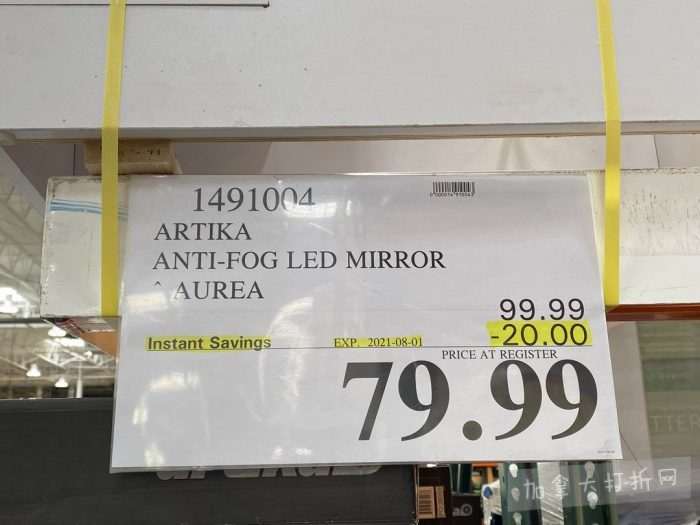 1491004
ARTIKA
ANTI-FOG LED MIRROR
^ AUREA
99.99
Instant Savings EXP. 2021-08-01 -20.00
PRICE AT REGISTER
79.99
TTER
加拿大打折网